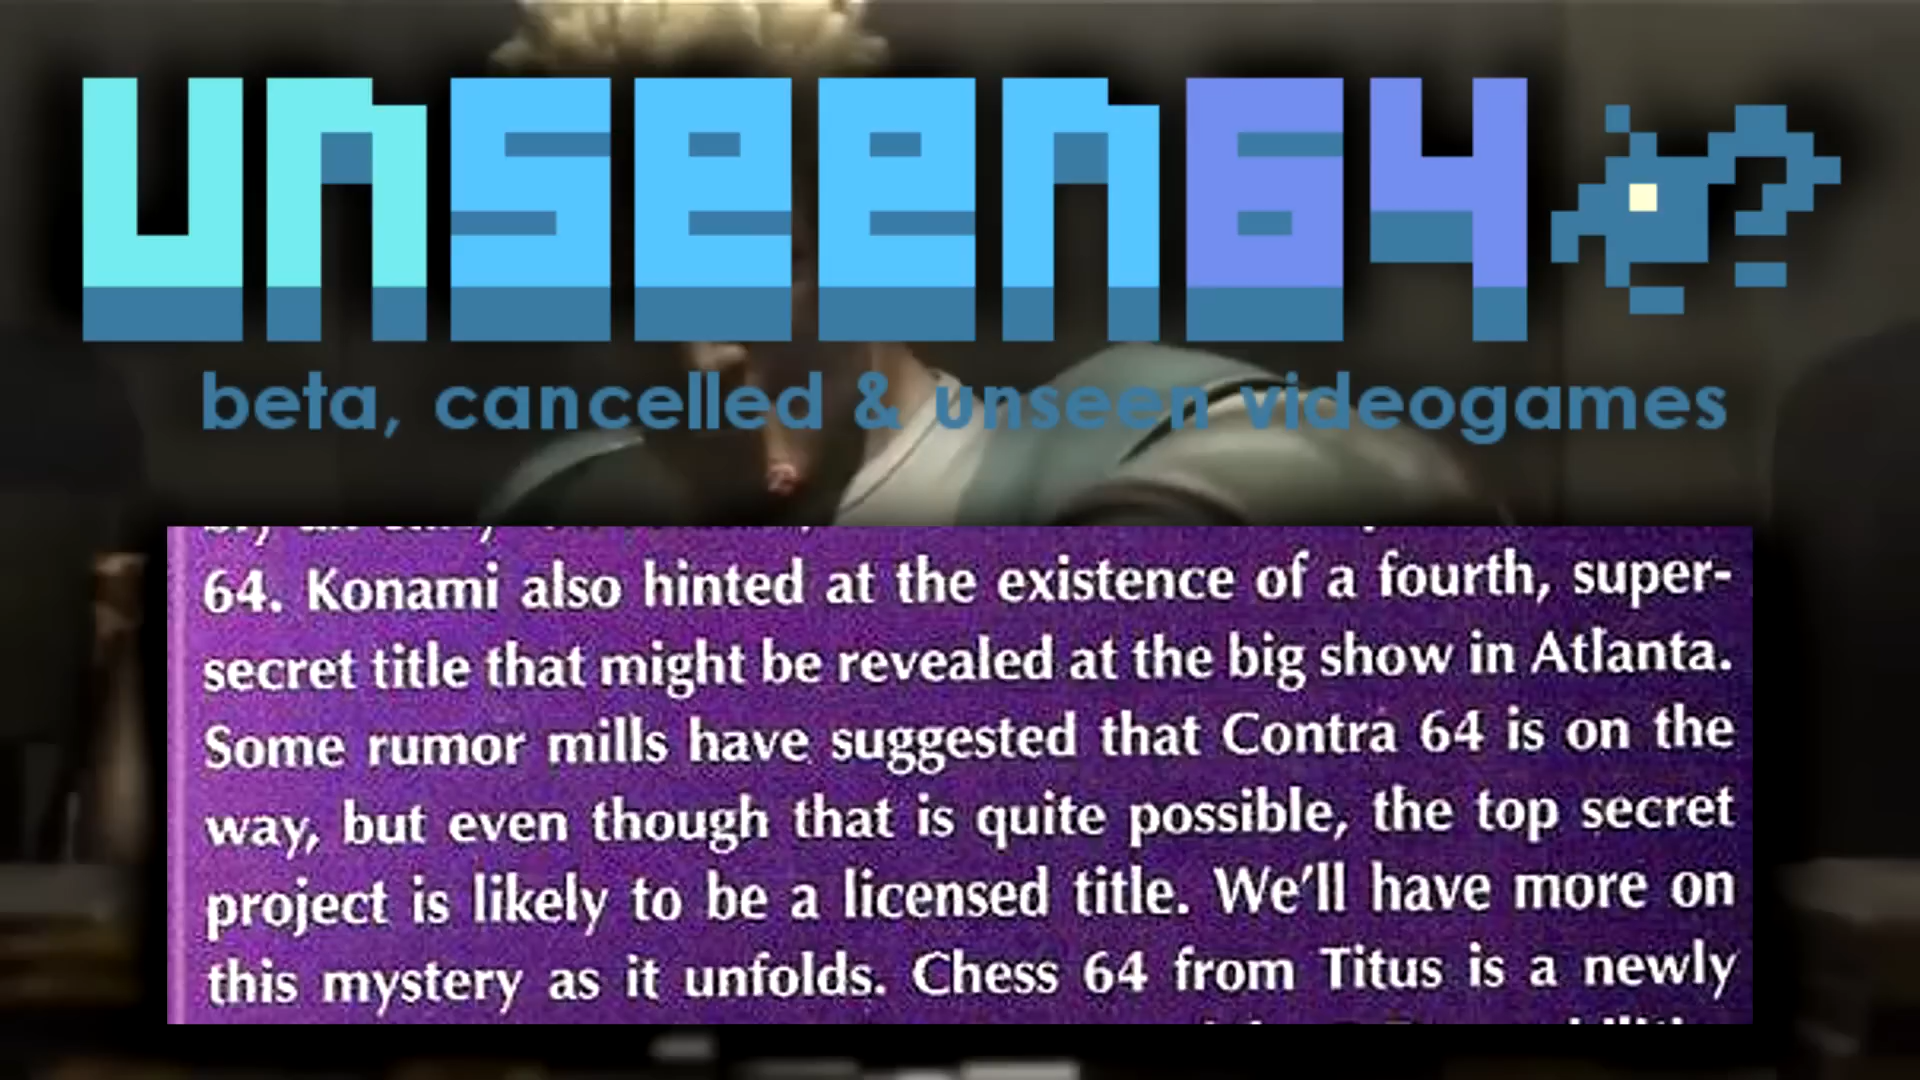 unseen64
beta, cancelled & unseen videogames
64. Konami also hinted at the existence of a fourth, super-
secret title that might be revealed at the big show in Atlanta.
Some rumor mills have suggested that Contra 64 is on the
way, but even though that is quite possible, the top secret
project is likely to be a licensed title. We'll have more on
this mystery as it unfolds. Chess 64 from Titus is a newly